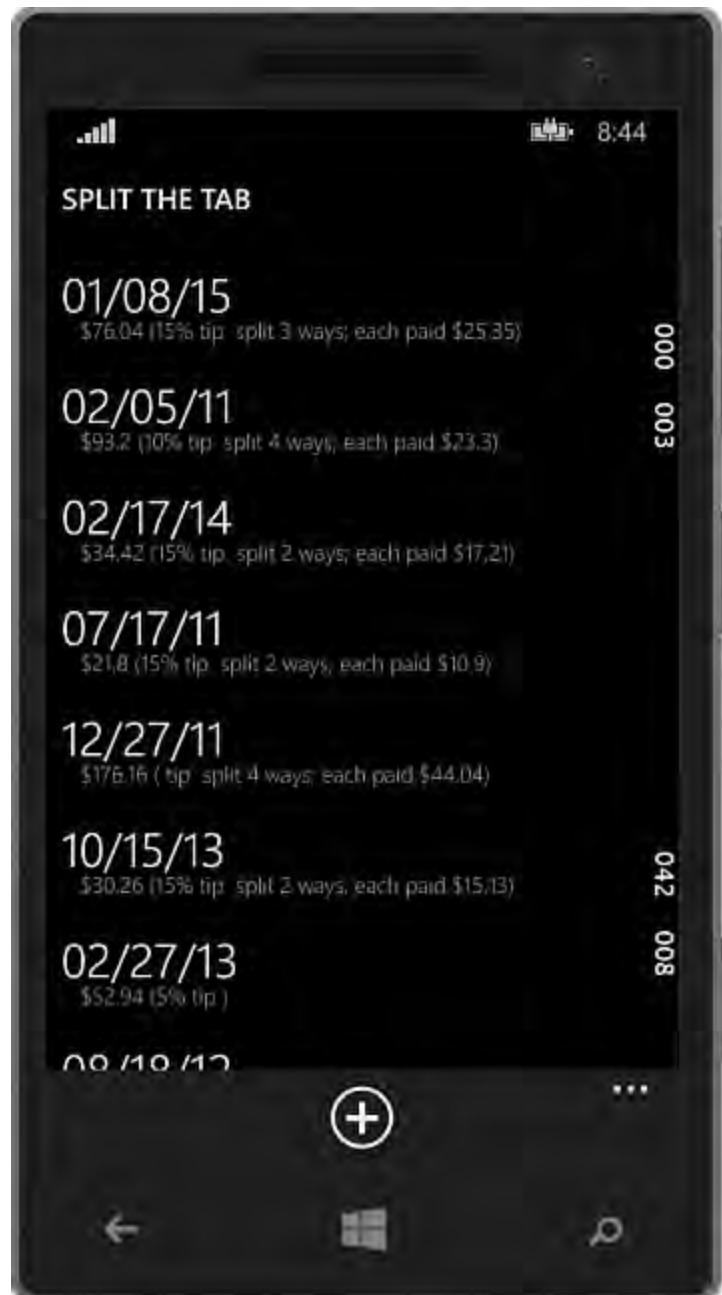 8:44
SPLIT THE TAB
01/08/15
$76.04 (15% tip split 3 ways; each paid $25.35)
02/05/11
$93.2 (10% tip split 4 ways; each paid $23.3)
02/17/14
$34.42 (15% tip split 2 ways; each paid $17.21)
07/17/11
$21.8 (15% tip split 2 ways; each paid $10.9)
12/27/11
$176.16 ( tip split 4 ways; each paid $44.04)
10/15/13
$30.26 (15% tip split 2 ways; each paid $15.13)
02/27/13
$52.94 (5% tip )
000 003
042 008